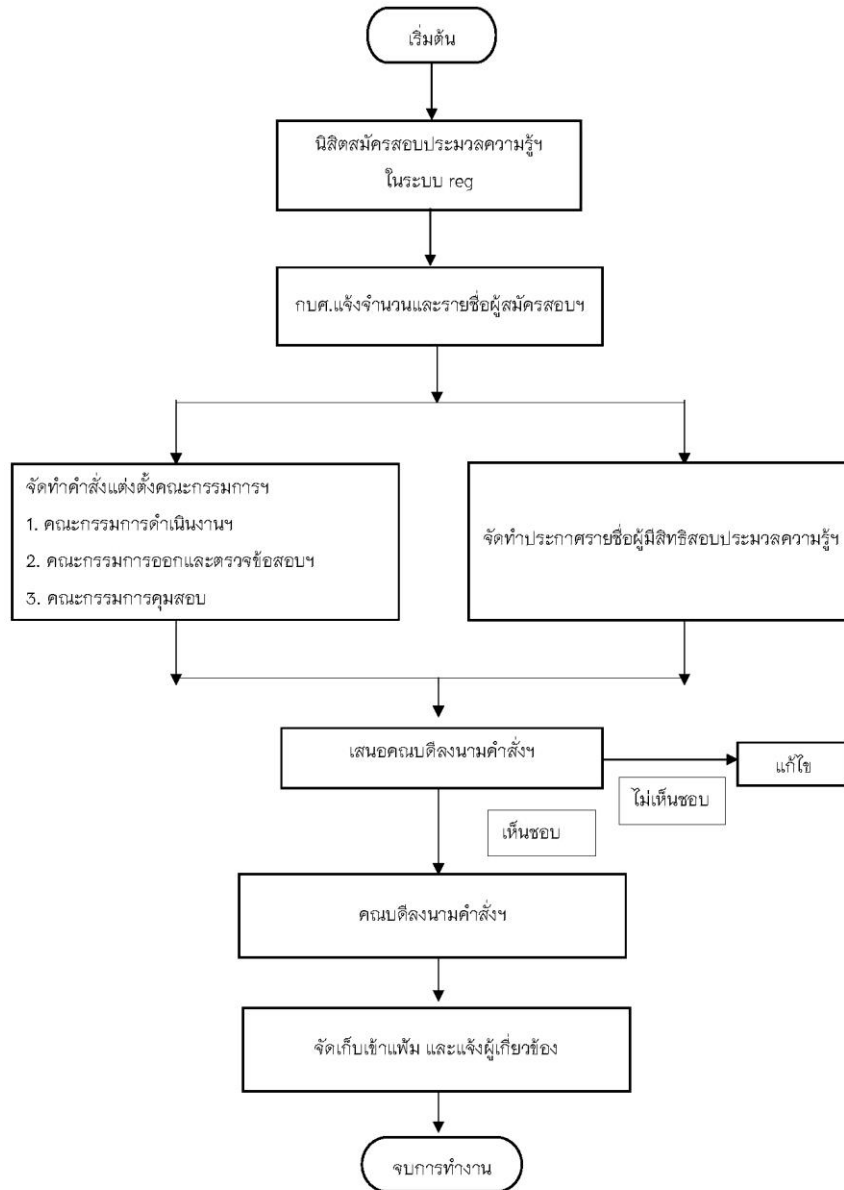 เริ่มต้น
นิสิตสมัครสอบประมวลความรู้ฯ
ในระบบ reg
กบศ.แจ้งจำนวนและรายชื่อผู้สมัครสอบฯ
จัดทำคำสั่งแต่งตั้งคณะกรรมการฯ
1. คณะกรรมการดำเนินงานฯ
2. คณะกรรมการออกและตรวจข้อสอบฯ
3. คณะกรรมการคุมสอบ
จัดทำประกาศรายชื่อผู้มีสิทธิสอบประมวลความรู้ฯ
เสนอคณบดีลงนามคำสั่งฯ
แก้ไข
ไม่เห็นชอบ
เห็นชอบ
คณบดีลงนามคำสั่งฯ
จัดเก็บเข้าแฟ้ม และแจ้งผู้เกี่ยวข้อง
จบการทำงาน